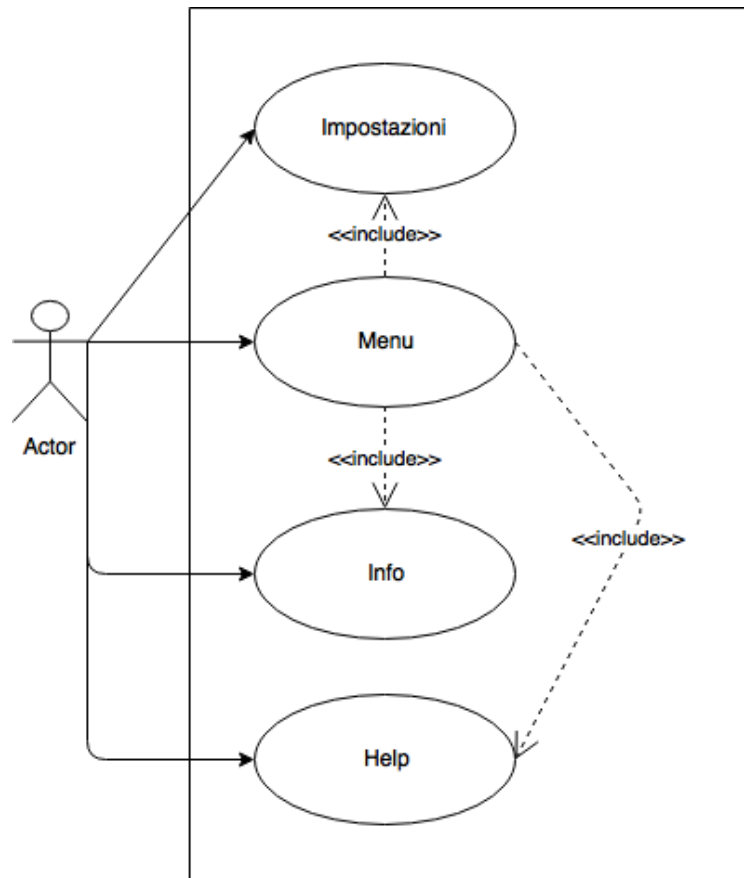 Impostazioni
<<include>>
Menu
Actor
<<include>>
<<include>>
Info
Help